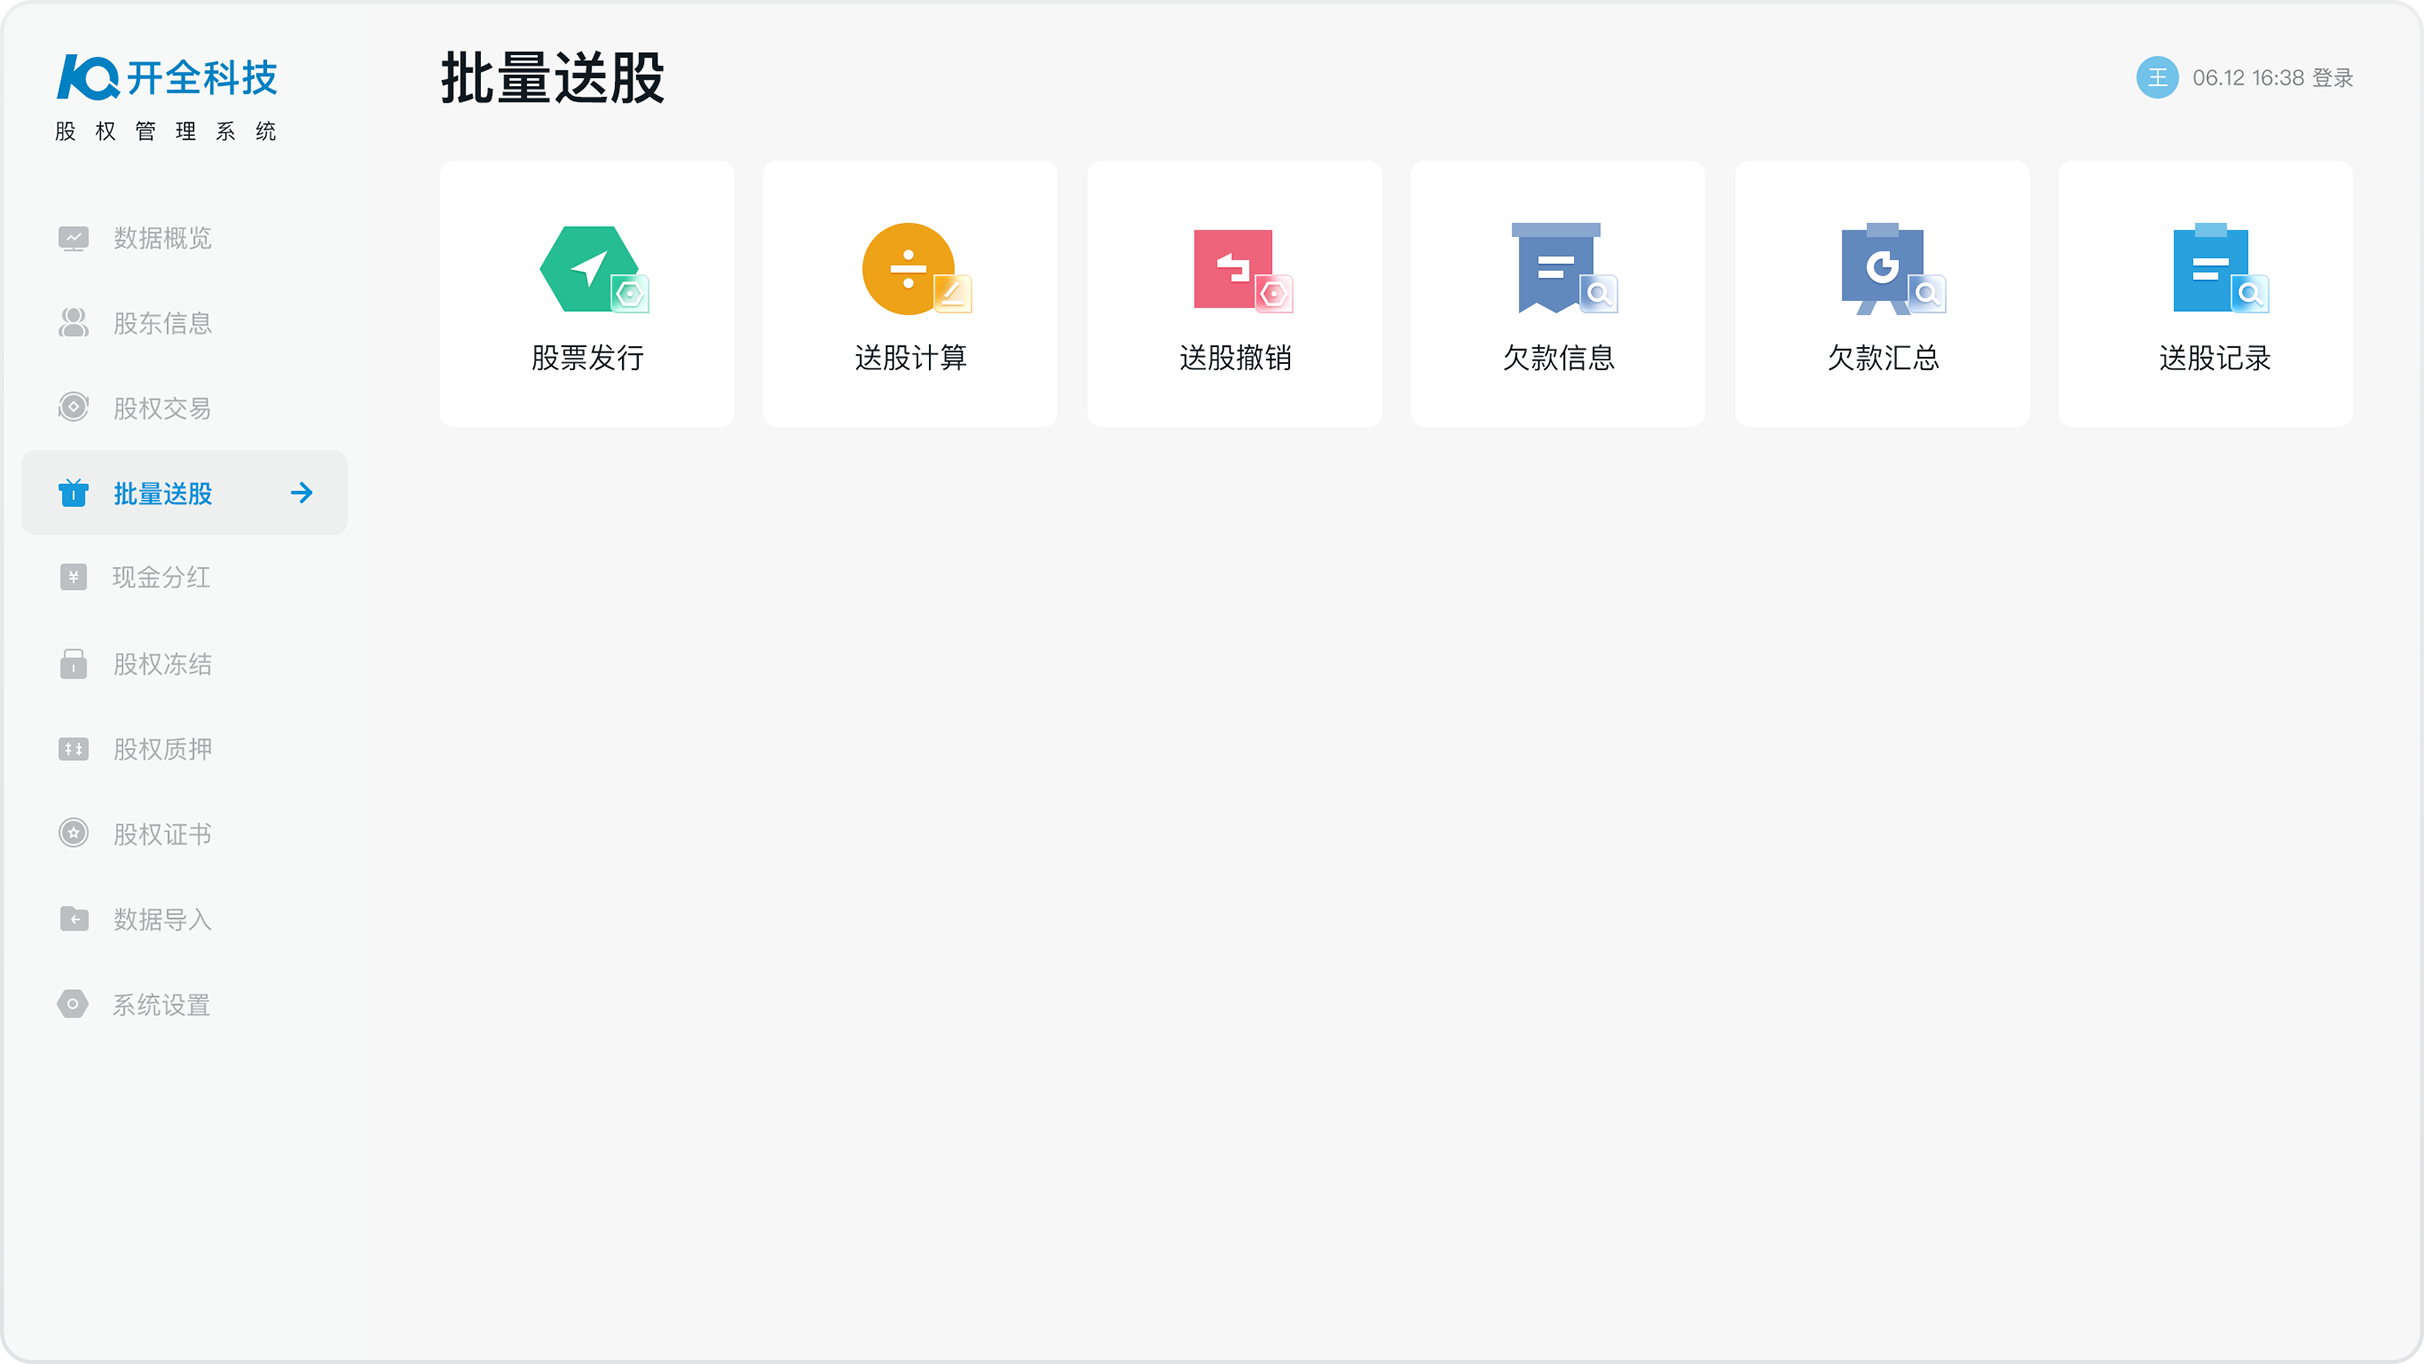 开全科技
股权管理系统
数据概览
股东信息
股权交易
批量送股
现金分红
股权冻结
股权质押
股权证书
数据导入
系统设置
批量送股
王 06.12 16:38 登录
股票发行
送股计算
送股撤销
欠款信息
欠款汇总
送股记录